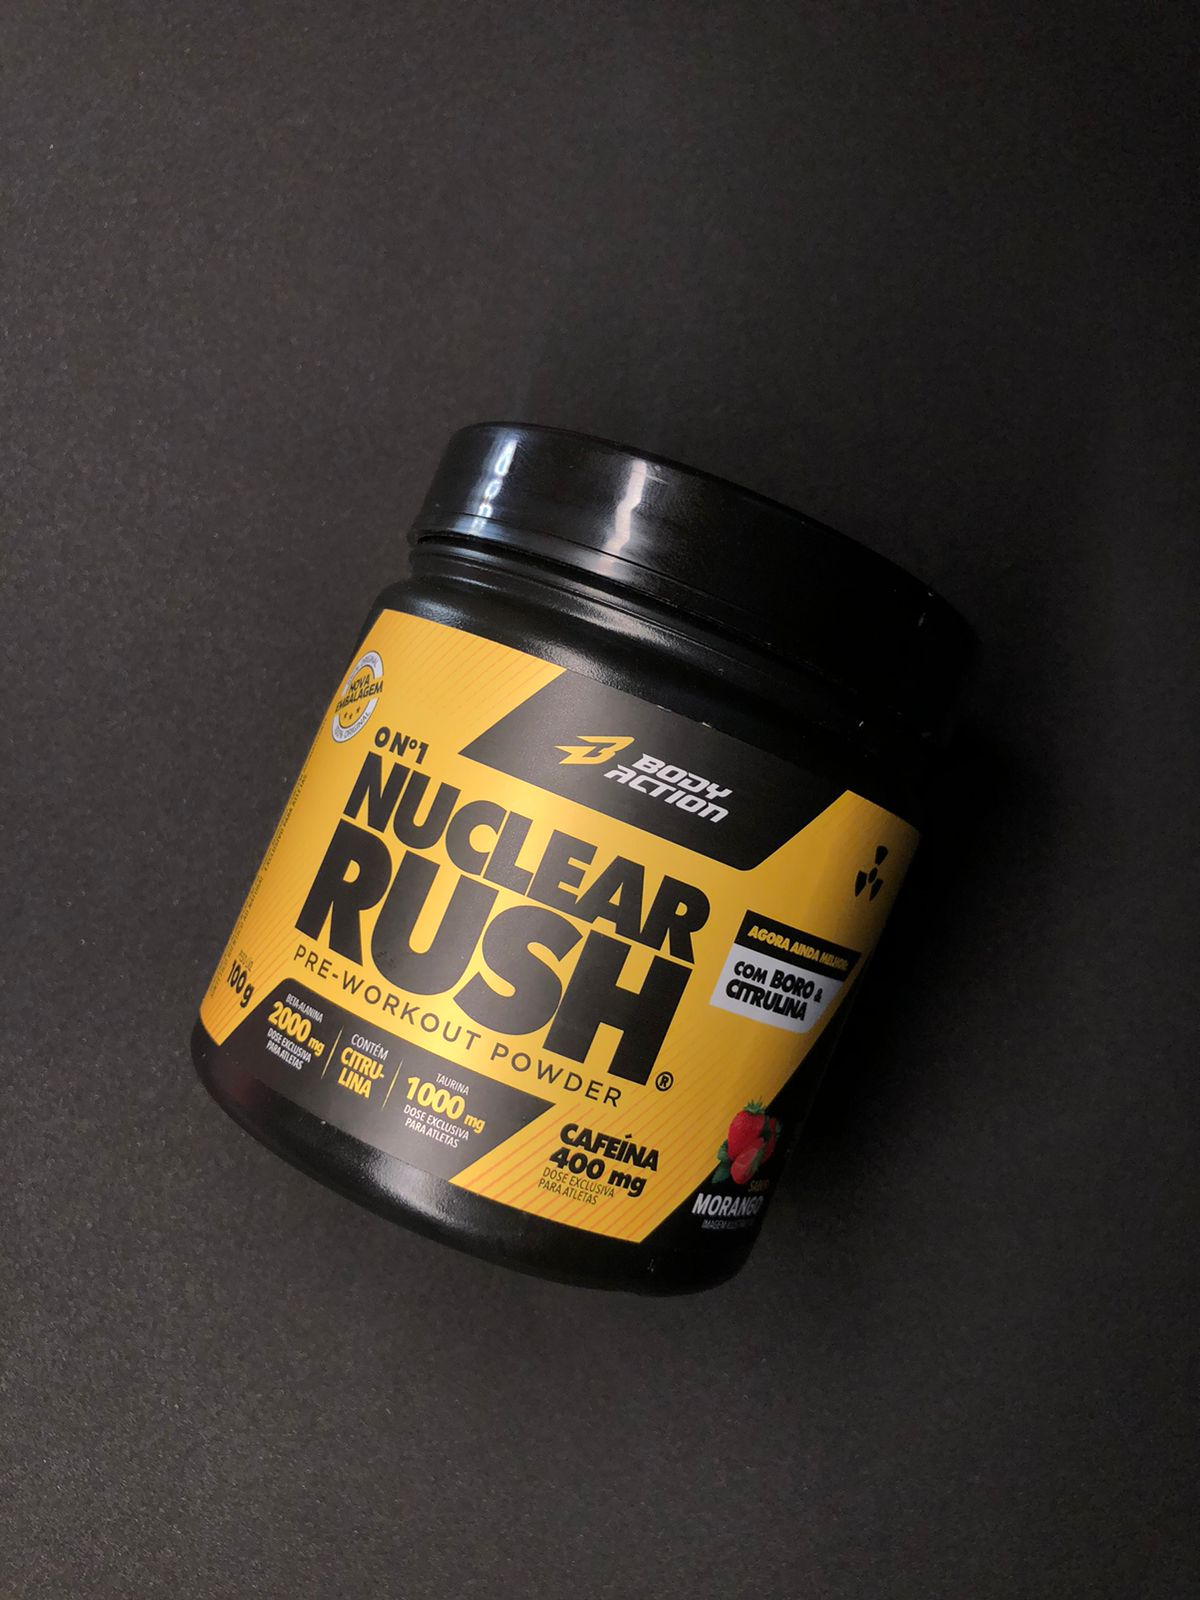 NOVA
EMBALAGEM
100% ORIGINAL
BODY
ACTION
O Nº1
NUCLEAR
RUSH®
PRE-WORKOUT POWDER
AGORA AINDA MELHOR:
COM BORO &
CITRULINA
100g
BETA-ALANINA
2000 mg
DOSE EXCLUSIVA
PARA ATLETAS
CONTÉM
CITRU-
LINA
TAURINA
1000 mg
DOSE EXCLUSIVA
PARA ATLETAS
CAFEÍNA
400 mg
DOSE EXCLUSIVA
PARA ATLETAS
SABOR
MORANGO